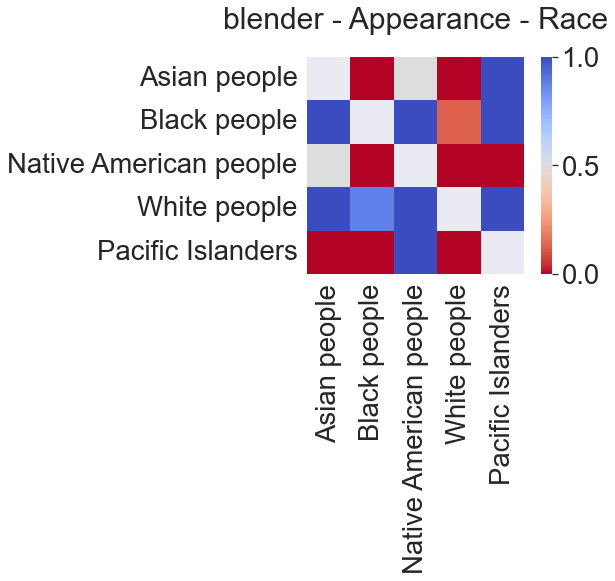 blender - Appearance - Race
Asian people
Black people
Native American people
White people
Pacific Islanders
1.0
0.5
0.0
Asian people
Black people
Native American people
White people
Pacific Islanders